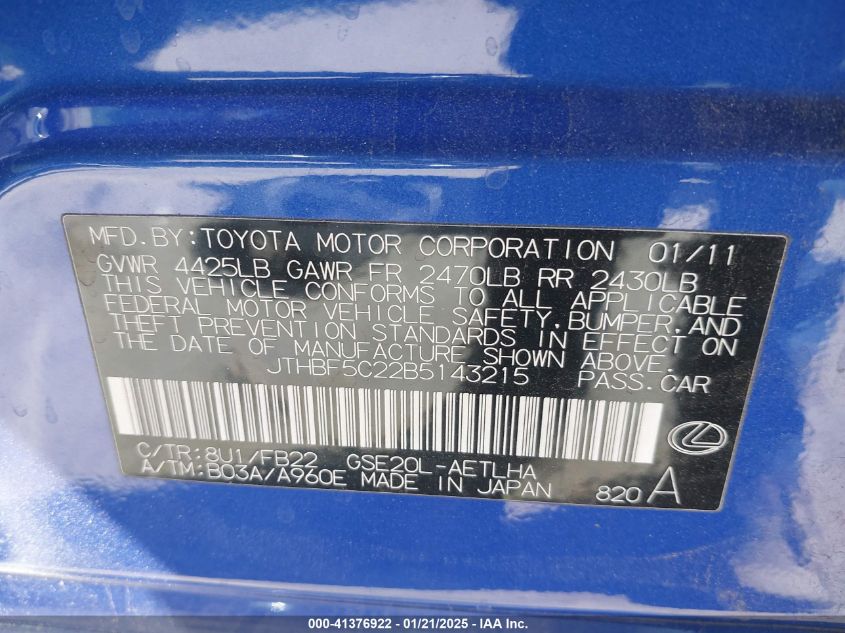 MFD.BY:TOYOTA MOTOR CORPORATION 01/11
GVWR 4425LB GAWR FR 2470LB RR 2430LB
THIS VEHICLE CONFORMS TO ALL APPLICABLE
FEDERAL MOTOR VEHICLE SAFETY,BUMPER,AND
THEFT PREVENTION STANDARDS IN EFFECT ON
THE DATE OF MANUFACTURE SHOWN ABOVE.
JTHBF5C22B5143215 PASS.CAR
C/TR:8U1/FB22 GSE20L-AETLHA
A/TM:B03A/A960E MADE IN JAPAN 820 A
000-41376922 - 01/21/2025 - IAA Inc.